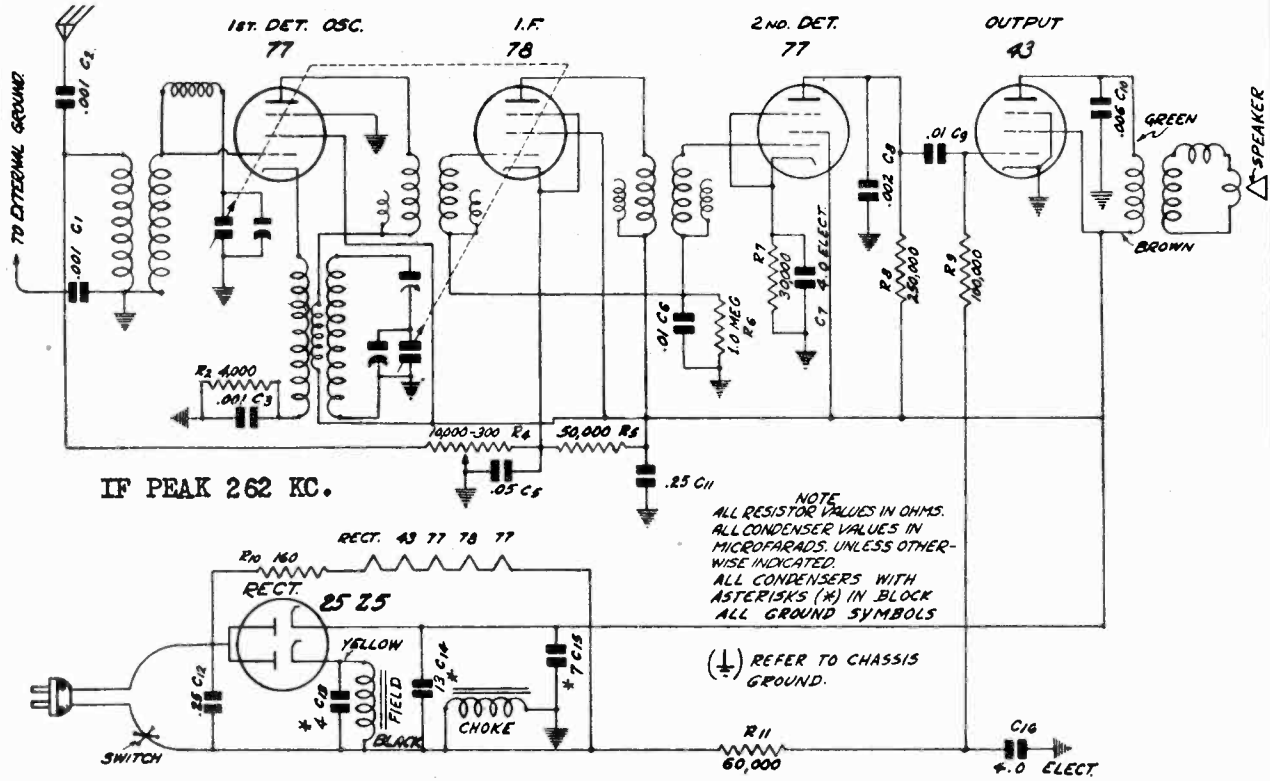 1ST. DET. OSC.
77
I.F.
78
2 ND. DET.
77
OUTPUT
43
.001 C2
TO EXTERNAL GROUND.
.001 C1
R2 4,000
.001 C3
10,000-300 R4
50,000 R5
.05 C5
.25 C11
.01 C6
1.0 MEG
R6
R7
30,000
C7 4.0 ELECT.
.002 C8
R8
250,000
.01 C9
R9
100,000
.006 C10
GREEN
BROWN
SPEAKER
IF PEAK 262 KC.
NOTE
ALL RESISTOR VALUES IN OHMS.
ALL CONDENSER VALUES IN
MICROFARADS. UNLESS OTHER-
WISE INDICATED.
ALL CONDENSERS WITH
ASTERISKS (*) IN BLOCK
ALL GROUND SYMBOLS
REFER TO CHASSIS
GROUND.
RECT. 43 77 78 77
R10 160
RECT.
25 Z5
YELLOW
.25 C12
* 4 C13
FIELD
BLACK
13 C14 *
CHOKE
* 7 C15
SWITCH
R11
60,000
C16
4.0 ELECT.